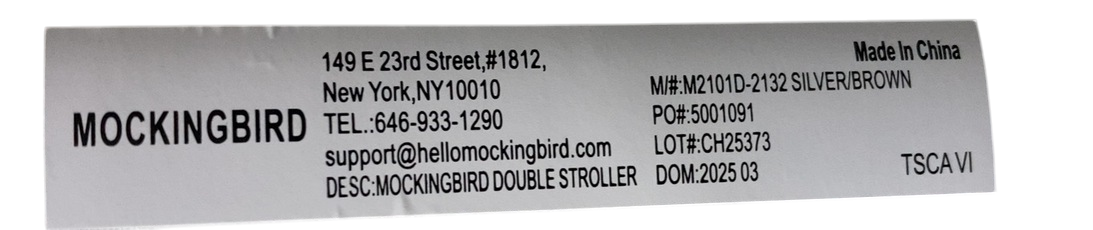 MOCKINGBIRD
149 E 23rd Street,#1812,
New York,NY10010
TEL.:646-933-1290
support@hellomockingbird.com
DESC:MOCKINGBIRD DOUBLE STROLLER
Made In China
M/#:M2101D-2132 SILVER/BROWN
PO#:5001091
LOT#:CH25373
DOM:2025 03
TSCA VI